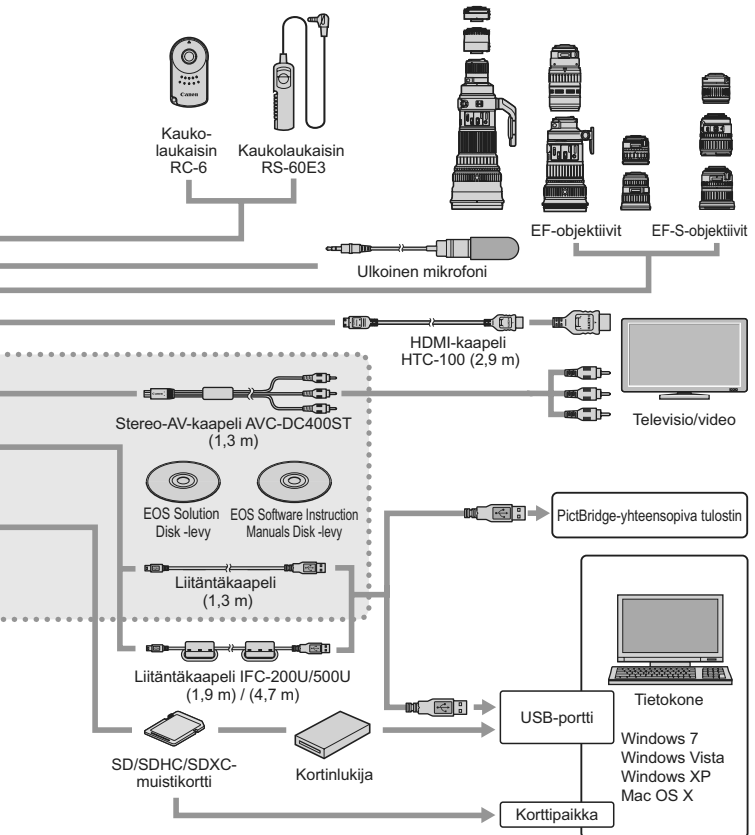 Canon
Kauko-
laukaisin
RC-6
Kaukolaukaisin
RS-60E3
EF-objektiivit
EF-S-objektiivit
Ulkoinen mikrofoni
HDMI-kaapeli
HTC-100 (2,9 m)
Stereo-AV-kaapeli AVC-DC400ST
(1,3 m)
Televisio/video
EOS Solution
Disk -levy
EOS Software Instruction
Manuals Disk -levy
PictBridge-yhteensopiva tulostin
Liitäntäkaapeli
(1,3 m)
Liitäntäkaapeli IFC-200U/500U
(1,9 m) / (4,7 m)
Tietokone
USB-portti
Windows 7
Windows Vista
Windows XP
Mac OS X
SD/SDHC/SDXC-
muistikortti
Kortinlukija
Korttipaikka